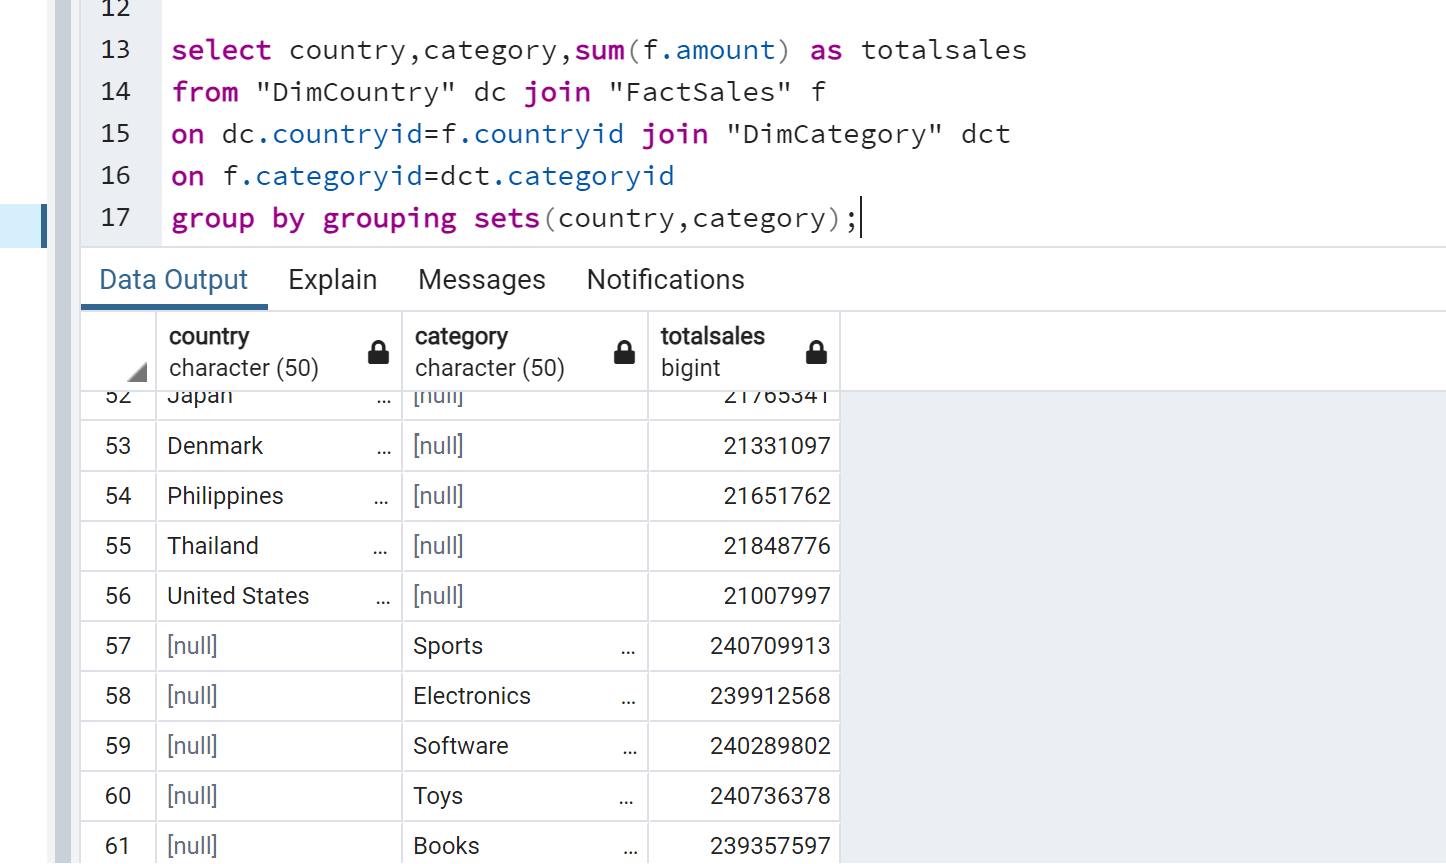 12
13 select country,category,sum(f.amount) as totalsales
14 from "DimCountry" dc join "FactSales" f
15 on dc.countryid=f.countryid join "DimCategory" dct
16 on f.categoryid=dct.categoryid
17 group by grouping sets(country,category);
Data Output Explain Messages Notifications
country category totalsales
character (50) character (50) bigint
52 Japan ... [null] 21765341
53 Denmark ... [null] 21331097
54 Philippines ... [null] 21651762
55 Thailand ... [null] 21848776
56 United States ... [null] 21007997
57 [null] Sports ... 240709913
58 [null] Electronics ... 239912568
59 [null] Software ... 240289802
60 [null] Toys ... 240736378
61 [null] Books ... 239357597